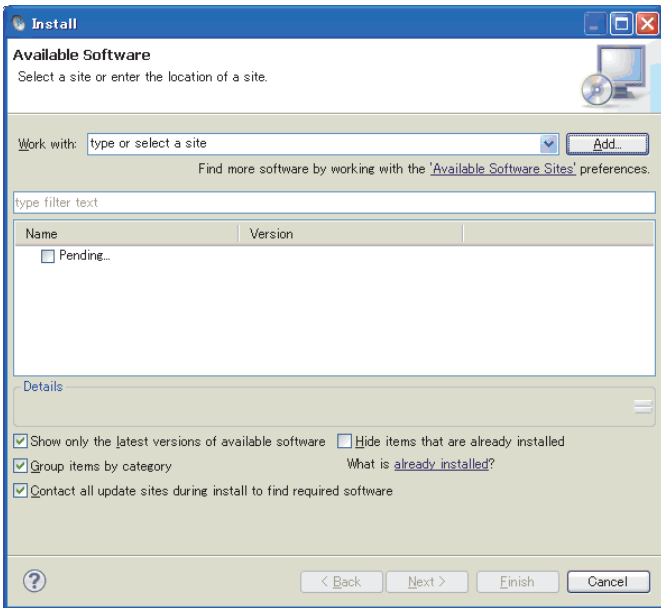 Install
Available Software
Select a site or enter the location of a site.
Work with: type or select a site Add...
Find more software by working with the 'Available Software Sites' preferences.
type filter text
Name Version
Pending...
Details
Show only the latest versions of available software Hide items that are already installed
Group items by category What is already installed?
Contact all update sites during install to find required software
? < Back Next > Finish Cancel